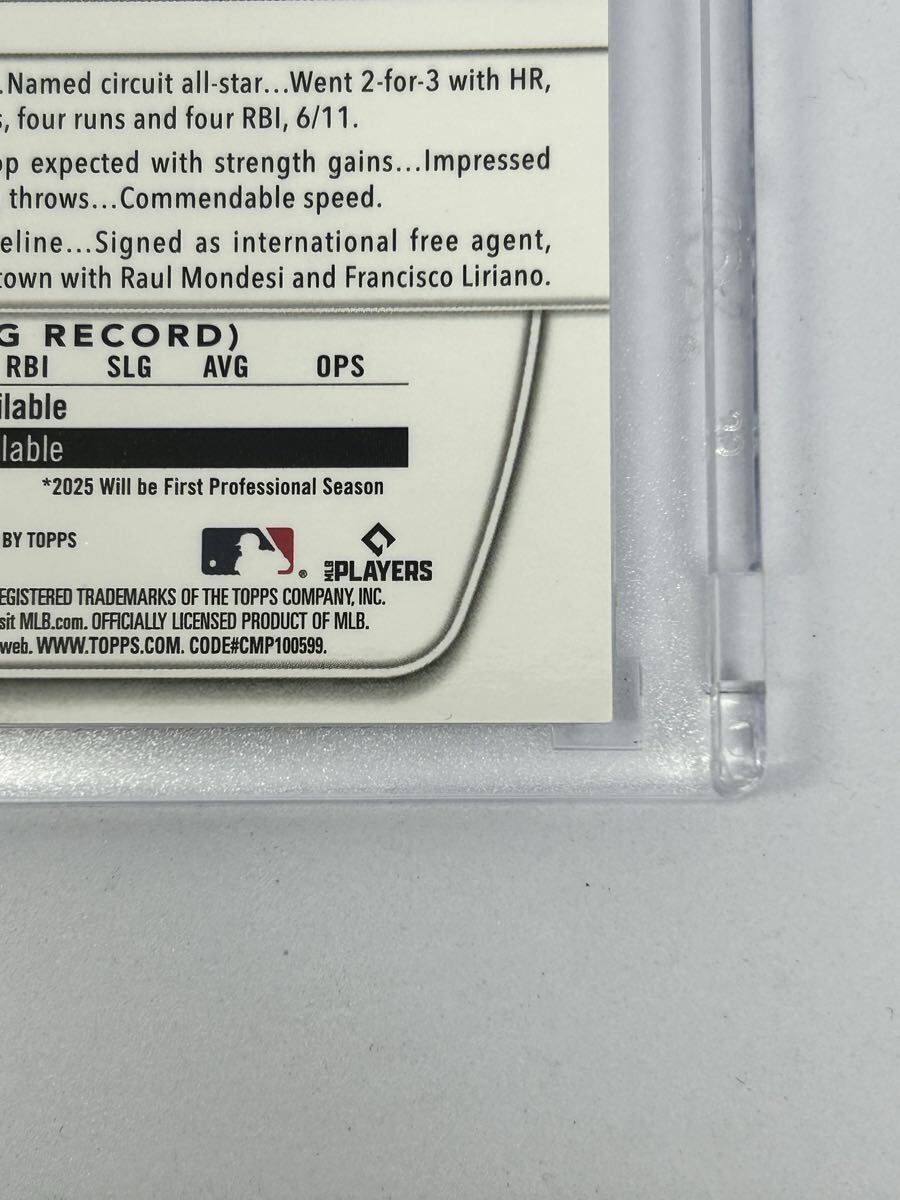 .Named circuit all-star...Went 2-for-3 with HR,
s, four runs and four RBI, 6/11.
op expected with strength gains...Impressed
throws...Commendable speed.
eline...Signed as international free agent,
town with Raul Mondesi and Francisco Liriano.
G RECORD)
RBI SLG AVG OPS
ilable
lable
*2025 Will be First Professional Season
BY TOPPS
MLB PLAYERS
EGISTERED TRADEMARKS OF THE TOPPS COMPANY, INC.
sit MLB.com. OFFICIALLY LICENSED PRODUCT OF MLB.
web. WWW.TOPPS.COM. CODE#CMP100599.